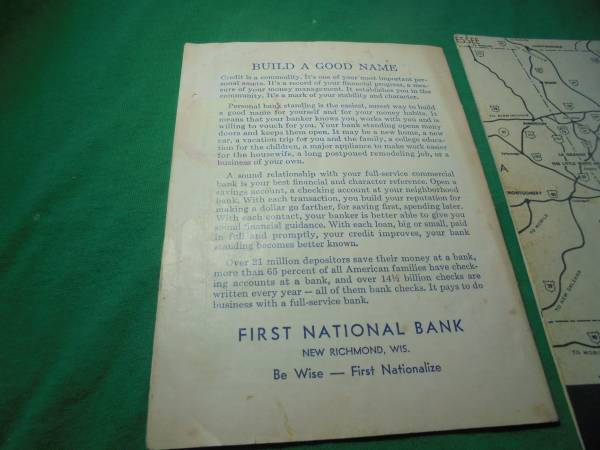 BUILD A GOOD NAME
Credit is a commodity. It's one of your most important per-
sonal assets. It's a record of your financial progress, a mea-
sure of your money management. It establishes you in the
community. It's a mark of your stability and character.
Personal bank standing is the easiest, surest way to build
a good name for yourself and for your money habits. It
means that your banker knows you, works with you and is
willing to vouch for you. Your bank standing opens many
doors and keeps them open. It may be a new home, a new
car, a vacation trip for you and the family, a college educa-
tion for the children, a major appliance to make work easier
for the housewife, a long postponed remodeling job, or a
business of your own.
A sound relationship with your full-service commercial
bank is your best financial and character reference. Open a
savings account, a checking account at your neighborhood
bank. With each transaction, you build your reputation for
making a dollar go farther, for saving first, spending later.
With each contact, your banker is better able to give you
sound financial guidance. With each loan, big or small, paid
in full and promptly, your credit improves, your bank
standing becomes better known.
Over 21 million depositors save their money at a bank,
more than 65 percent of all American families have check-
ing accounts at a bank, and over 14½ billion checks are
written every year — all of them bank checks. It pays to do
business with a full-service bank.
FIRST NATIONAL BANK
NEW RICHMOND, WIS.
Be Wise — First Nationalize
ESSEE
MONTGOMERY
TO MOBILE
TO NEW ORLEANS